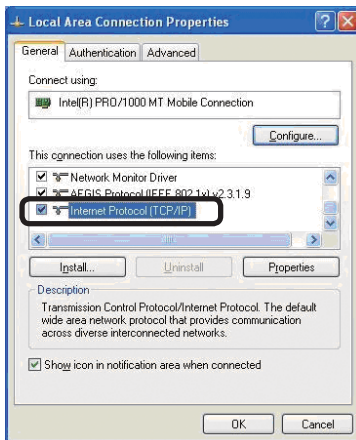 Local Area Connection Properties
General Authentication Advanced
Connect using:
Intel(R) PRO/1000 MT Mobile Connection
Configure...
This connection uses the following items:
Network Monitor Driver
AEGIS Protocol (IEEE 802.1x) v2.3.1.9
Internet Protocol (TCP/IP)
Install... Uninstall Properties
Description
Transmission Control Protocol/Internet Protocol. The default
wide area network protocol that provides communication
across diverse interconnected networks.
Show icon in notification area when connected
OK Cancel